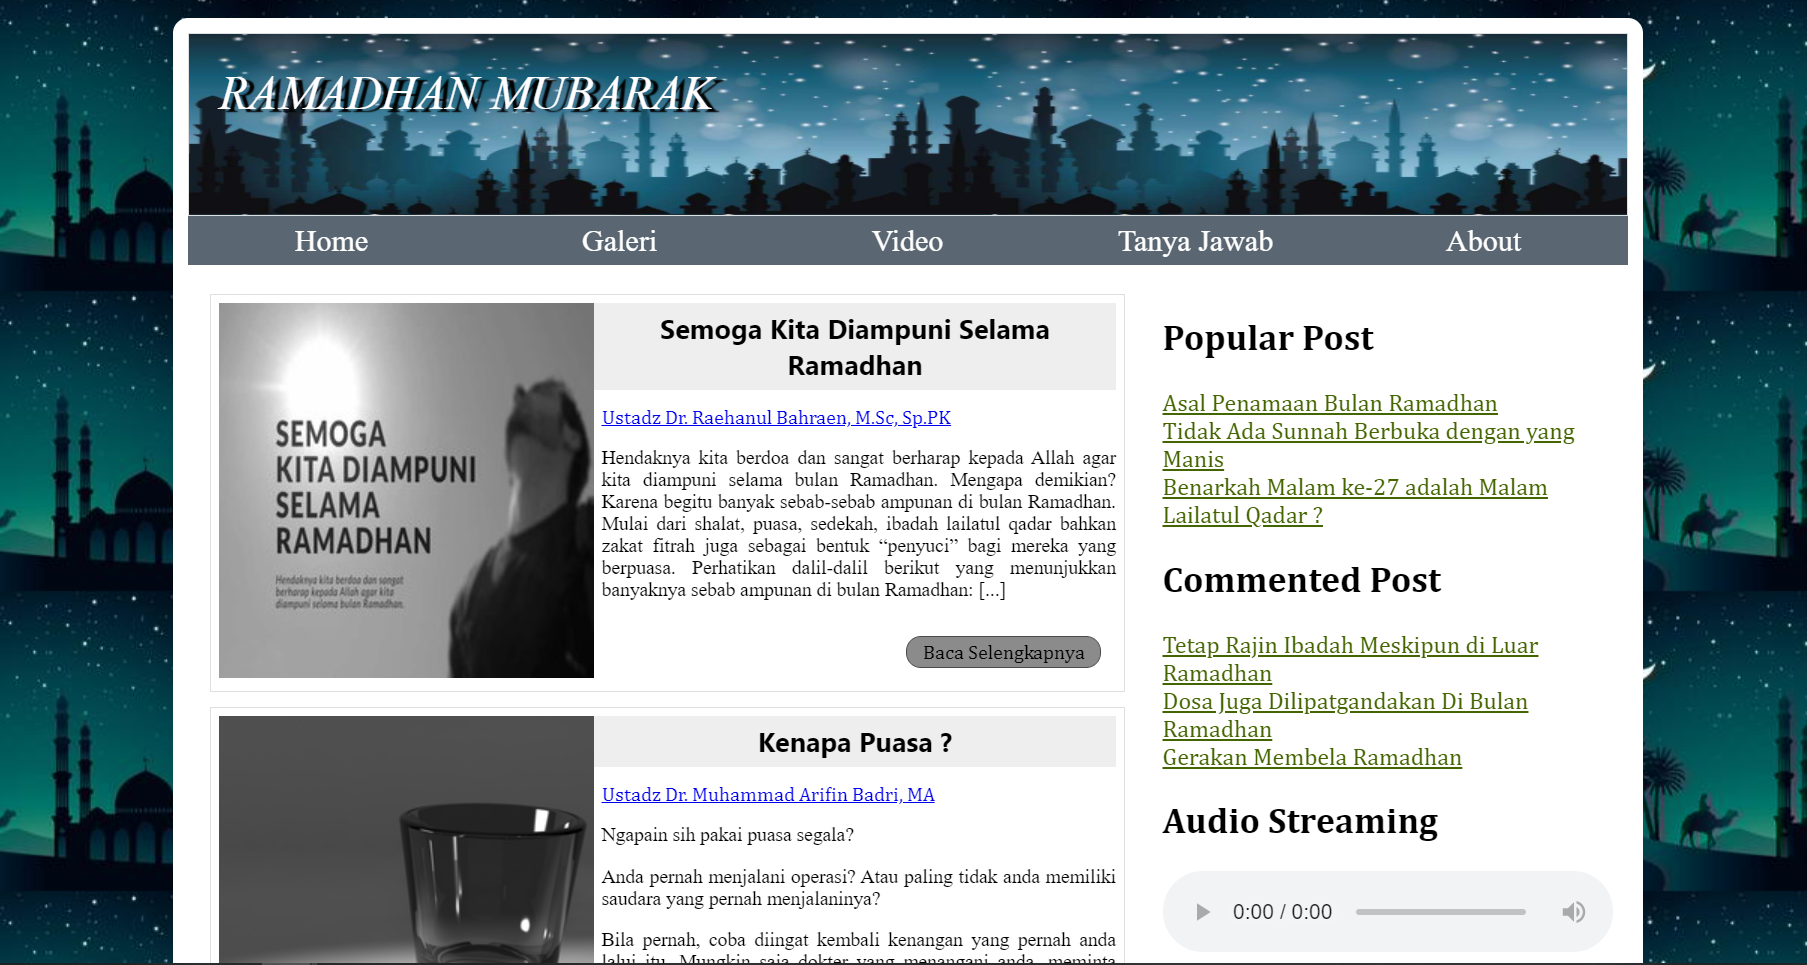 RAMADHAN MUBARAK
Home Galeri Video Tanya Jawab About
SEMOGA
KITA DIAMPUNI
SELAMA
RAMADHAN
Hendaknya kita berdoa dan sangat
berharap kepada Allah agar kita
diampuni selama bulan Ramadhan.
Semoga Kita Diampuni Selama
Ramadhan
Ustadz Dr. Raehanul Bahraen, M.Sc, Sp.PK
Hendaknya kita berdoa dan sangat berharap kepada Allah agar
kita diampuni selama bulan Ramadhan. Mengapa demikian?
Karena begitu banyak sebab-sebab ampunan di bulan Ramadhan.
Mulai dari shalat, puasa, sedekah, ibadah lailatul qadar bahkan
zakat fitrah juga sebagai bentuk “penyuci” bagi mereka yang
berpuasa. Perhatikan dalil-dalil berikut yang menunjukkan
banyaknya sebab ampunan di bulan Ramadhan: [...]
Baca Selengkapnya
Kenapa Puasa ?
Ustadz Dr. Muhammad Arifin Badri, MA
Ngapain sih pakai puasa segala?
Anda pernah menjalani operasi? Atau paling tidak anda memiliki
saudara yang pernah menjalaninya?
Bila pernah, coba diingat kembali kenangan yang pernah anda
lalui itu. Mungkin saja dokter yang menangani anda, meminta
Popular Post
Asal Penamaan Bulan Ramadhan
Tidak Ada Sunnah Berbuka dengan yang
Manis
Benarkah Malam ke-27 adalah Malam
Lailatul Qadar ?
Commented Post
Tetap Rajin Ibadah Meskipun di Luar
Ramadhan
Dosa Juga Dilipatgandakan Di Bulan
Ramadhan
Gerakan Membela Ramadhan
Audio Streaming
0:00 / 0:00